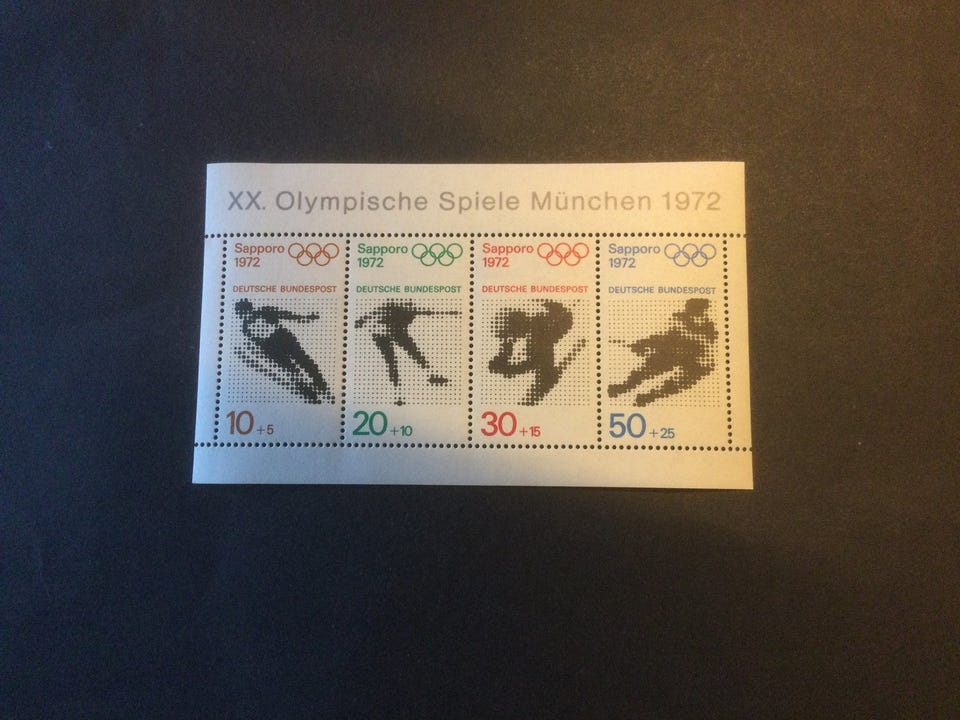 XX. Olympische Spiele München 1972
Sapporo
1972
DEUTSCHE BUNDESPOST
10 + 5
Sapporo
1972
DEUTSCHE BUNDESPOST
20 + 10
Sapporo
1972
DEUTSCHE BUNDESPOST
30 + 15
Sapporo
1972
DEUTSCHE BUNDESPOST
50 + 25